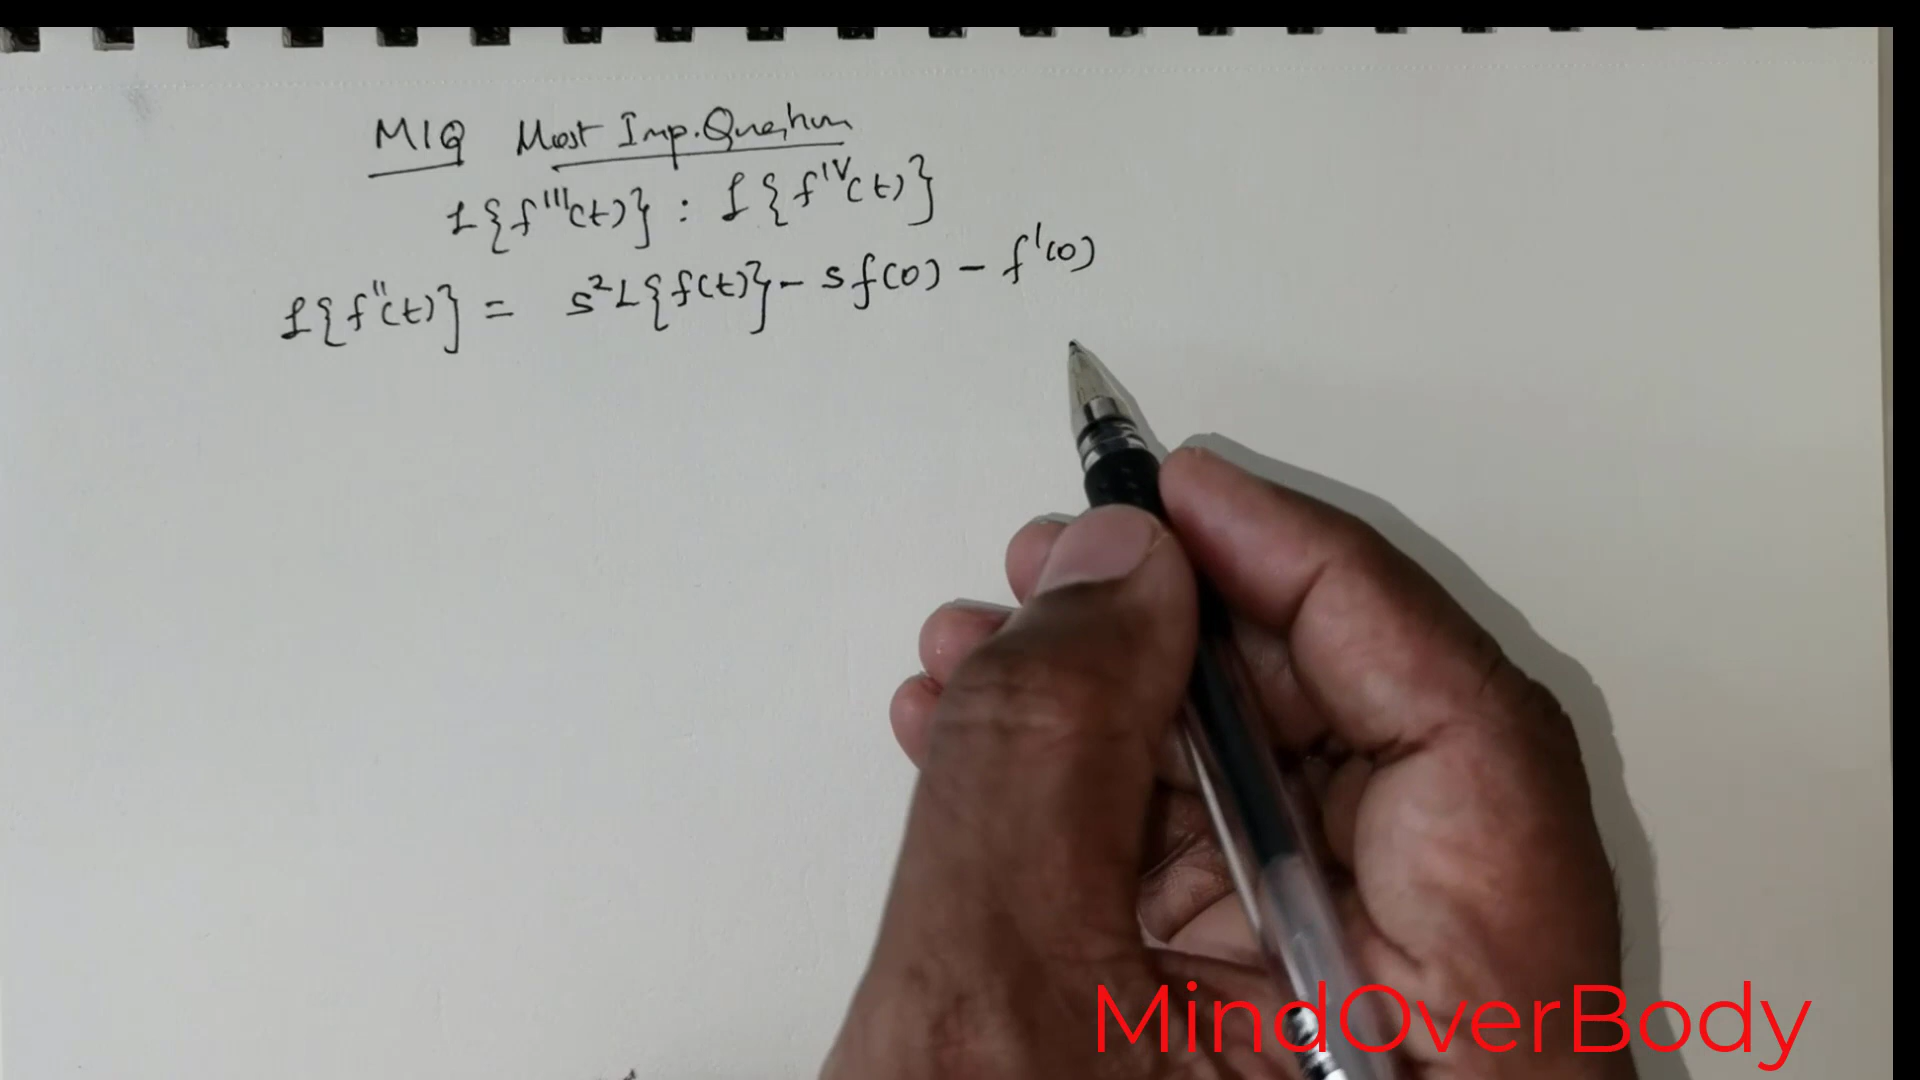 MIQ Most Imp. Question
L{f'''(t)} : L{f^IV(t)}
L{f''(t)} = s²L{f(t)} - sf(0) - f'(0)
MindOverBody